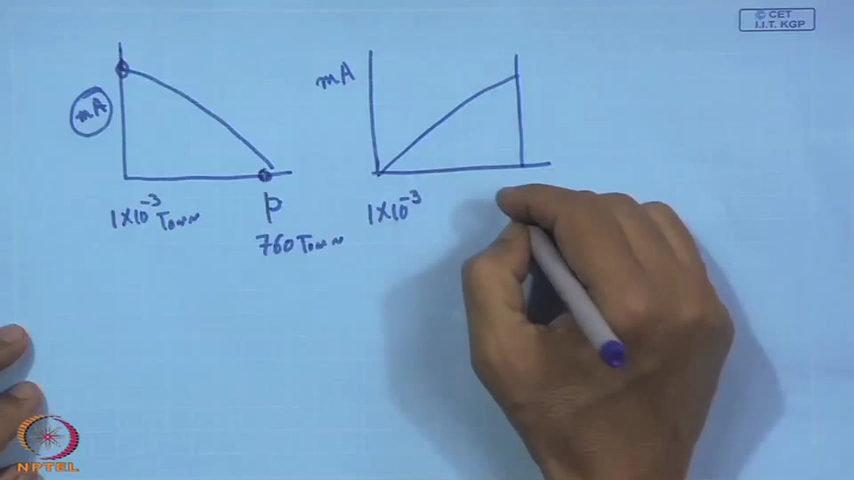 © CET
I.I.T. KGP
mA
mA
1×10⁻³
Torr
P
760 Torr
1×10⁻³
NPTEL